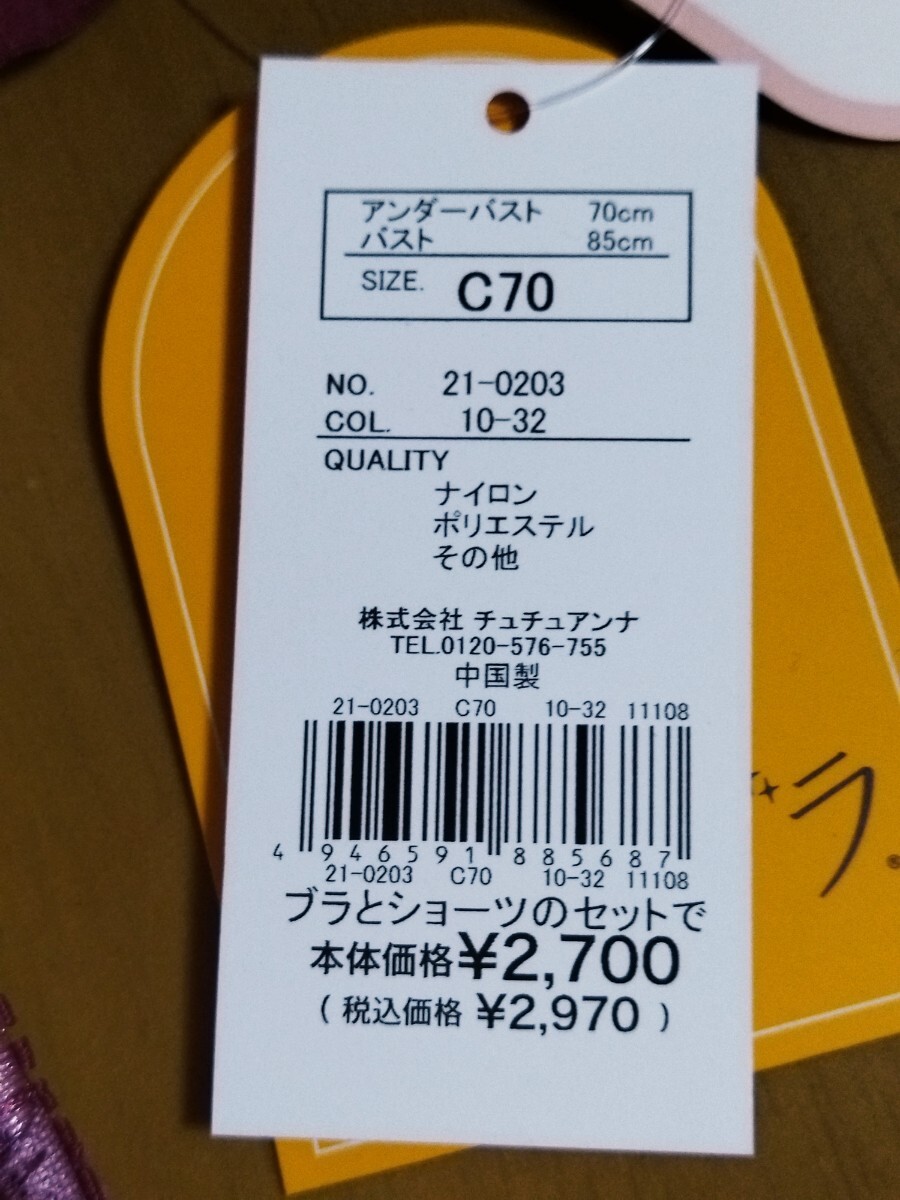 アンダーバスト 70cm
バスト 85cm
SIZE. C70
NO. 21-0203
COL. 10-32
QUALITY
ナイロン
ポリエステル
その他
株式会社 チュチュアンナ
TEL.0120-576-755
中国製
21-0203 C70 10-32 11108
4 946591 885687
21-0203 C70 10-32 11108
ブラとショーツのセットで
本体価格¥2,700
( 税込価格 ¥2,970 )
ラ®